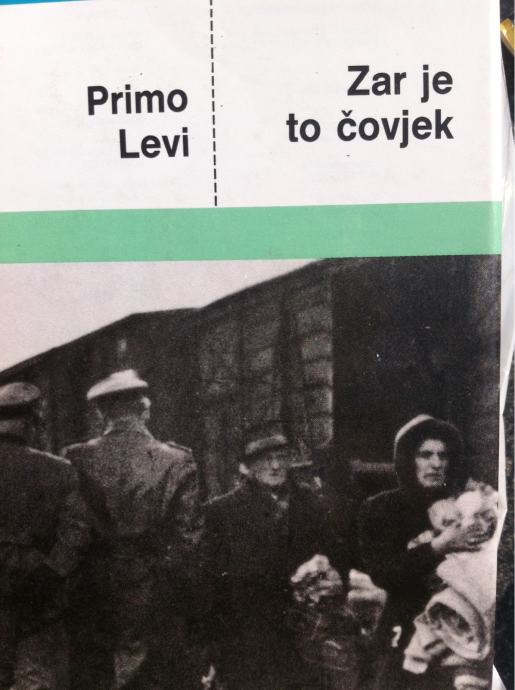 Primo
Levi
Zar je
to čovjek